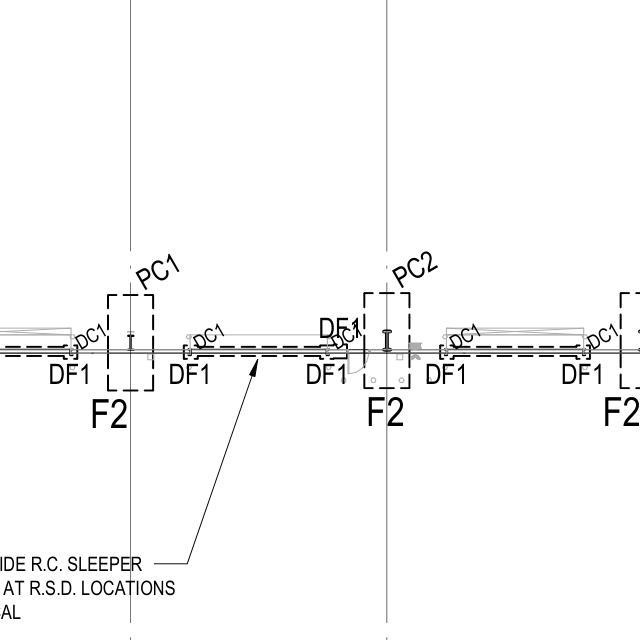 PC1
PC2
DF1
DC1
DC1
DC1
DC1
DC1
DF1
DF1
DF1
DF1
DF1
F2
F2
F2
IDE R.C. SLEEPER
AT R.S.D. LOCATIONS
AL